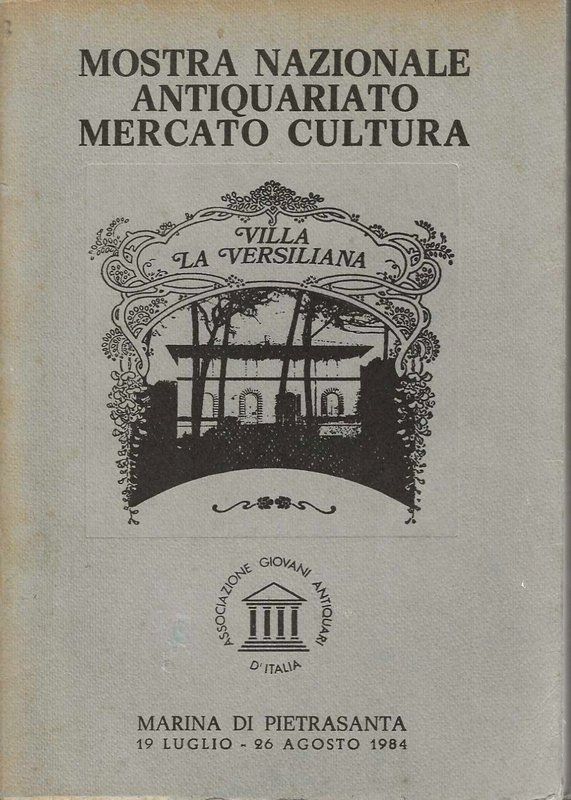 MOSTRA NAZIONALE
ANTIQUARIATO
MERCATO CULTURA
VILLA
LA VERSILIANA
ASSOCIAZIONE GIOVANI ANTIQUARI
D'ITALIA
MARINA DI PIETRASANTA
19 LUGLIO - 26 AGOSTO 1984